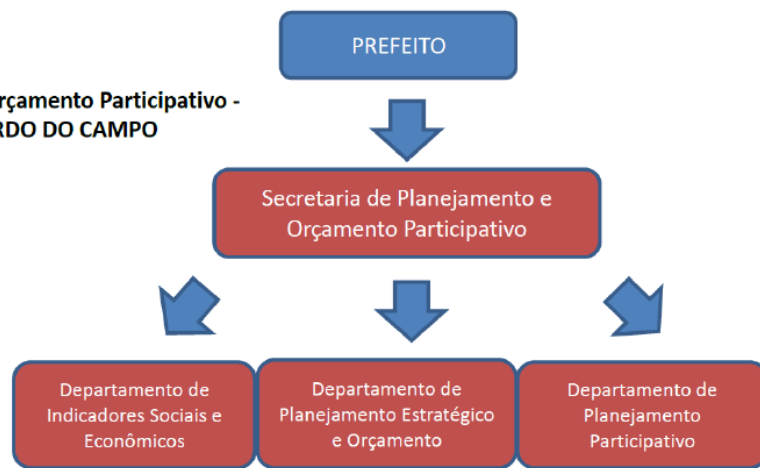 PREFEITO
rçamento Participativo -
RDO DO CAMPO
Secretaria de Planejamento e
Orçamento Participativo
Departamento de
Indicadores Sociais e
Econômicos
Departamento de
Planejamento Estratégico
e Orçamento
Departamento de
Planejamento
Participativo